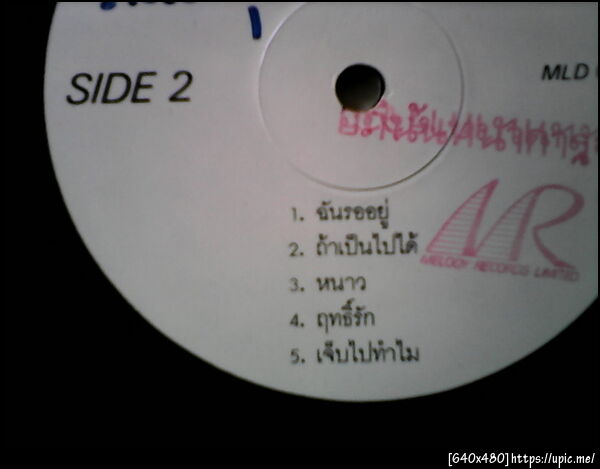 SIDE 2
MLD
1. ฉันรออยู่
2. ถ้าเป็นไปได้
3. หนาว
4. ฤทธิ์รัก
5. เจ็บไปทำไม
MR
MELODY RECORDS LIMITED
[640x480]https://upic.me/